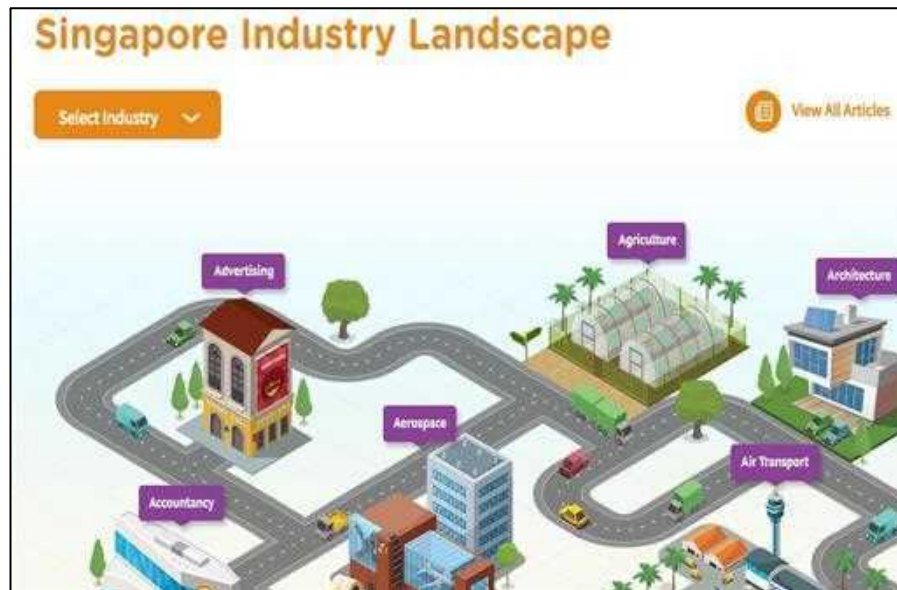 Singapore Industry Landscape
Select Industry
View All Articles
Agriculture
Advertising
Architecture
Aerospace
Air Transport
Accountancy